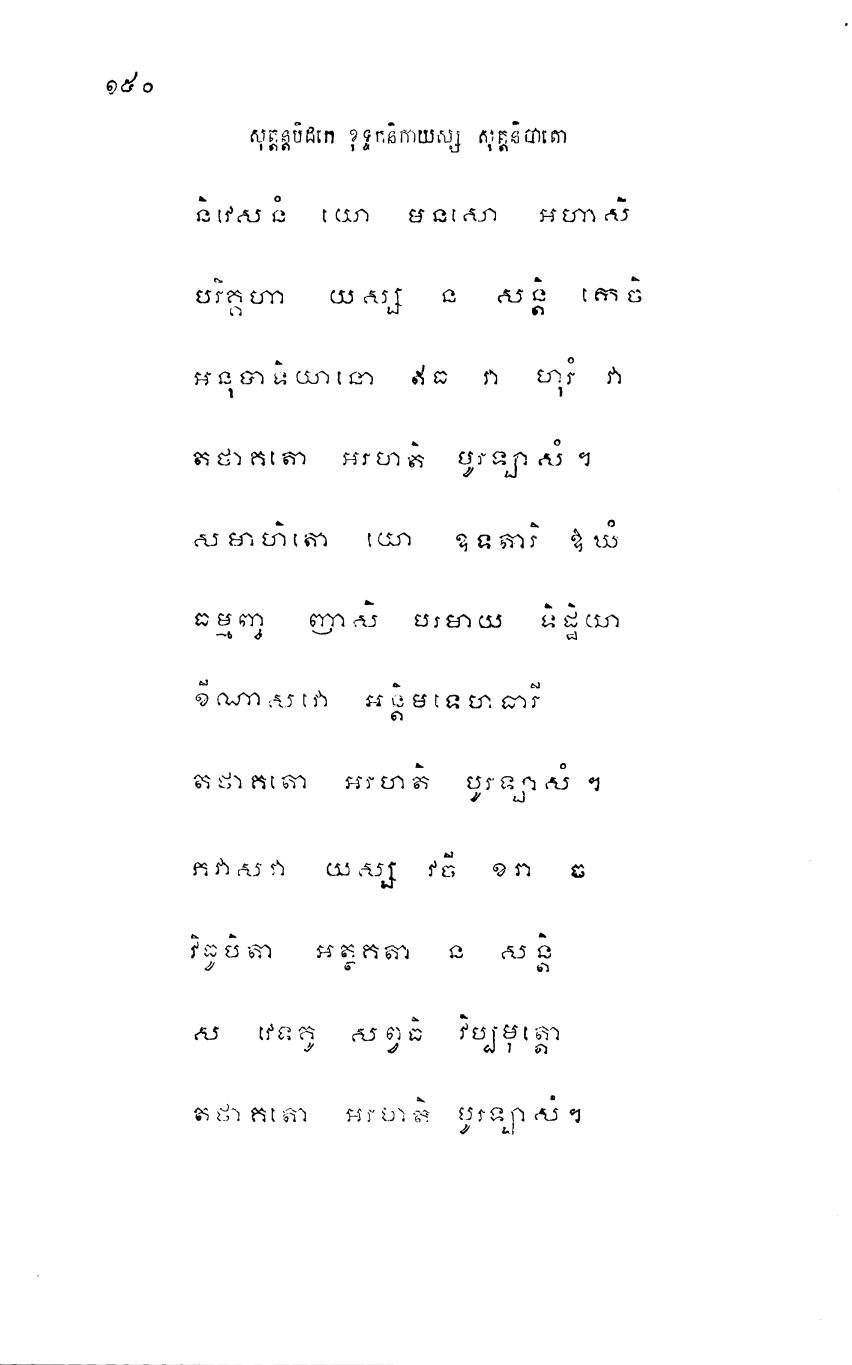 ១៥០
សុត្តន្តបិដកេ ខុទ្ទកនិកាយស្ស សុត្តនិបាតោ
និវេសនំ យោ មនសោ អហាសិ
បរិគ្គហា យស្ស ន សន្តិ កេចិ
អនុបាទិយានោ ឥធ វា ហុរំ វា
តថាគតោ អរហតិ បូរឡាសំ ។
សមាហិតោ យោ ឧទតារិ ឱឃំ
ធម្មញ្ច ញាសិ បរមាយ ទិដ្ឋិយា
ខីណាសវោ អន្តិមទេហធារី
តថាគតោ អរហតិ បូរឡាសំ ។
ភវាសវា យស្ស វចី ខរា ច
វិធូបិតា អត្ថគតា ន សន្តិ
ស វេទគូ សព្វធិ វិប្បមុត្តោ
តថាគតោ អរហតិ បូរឡាសំ ។